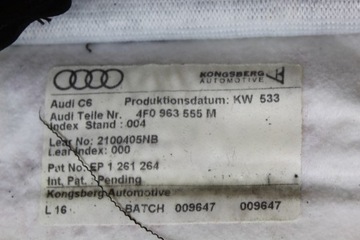 KONGSBERG
AUTOMOTIVE
Audi C6 Produktionsdatum: KW 533
Audi Teile Nr. 4F0 963 555 M
Index Stand : 004
Lear No: 2100405NB
Lear Index: 000
Pat No: EP 1 261 264
Int. Pat. : Pending
Kongsberg Automotive
L 16 BATCH 009647 009647